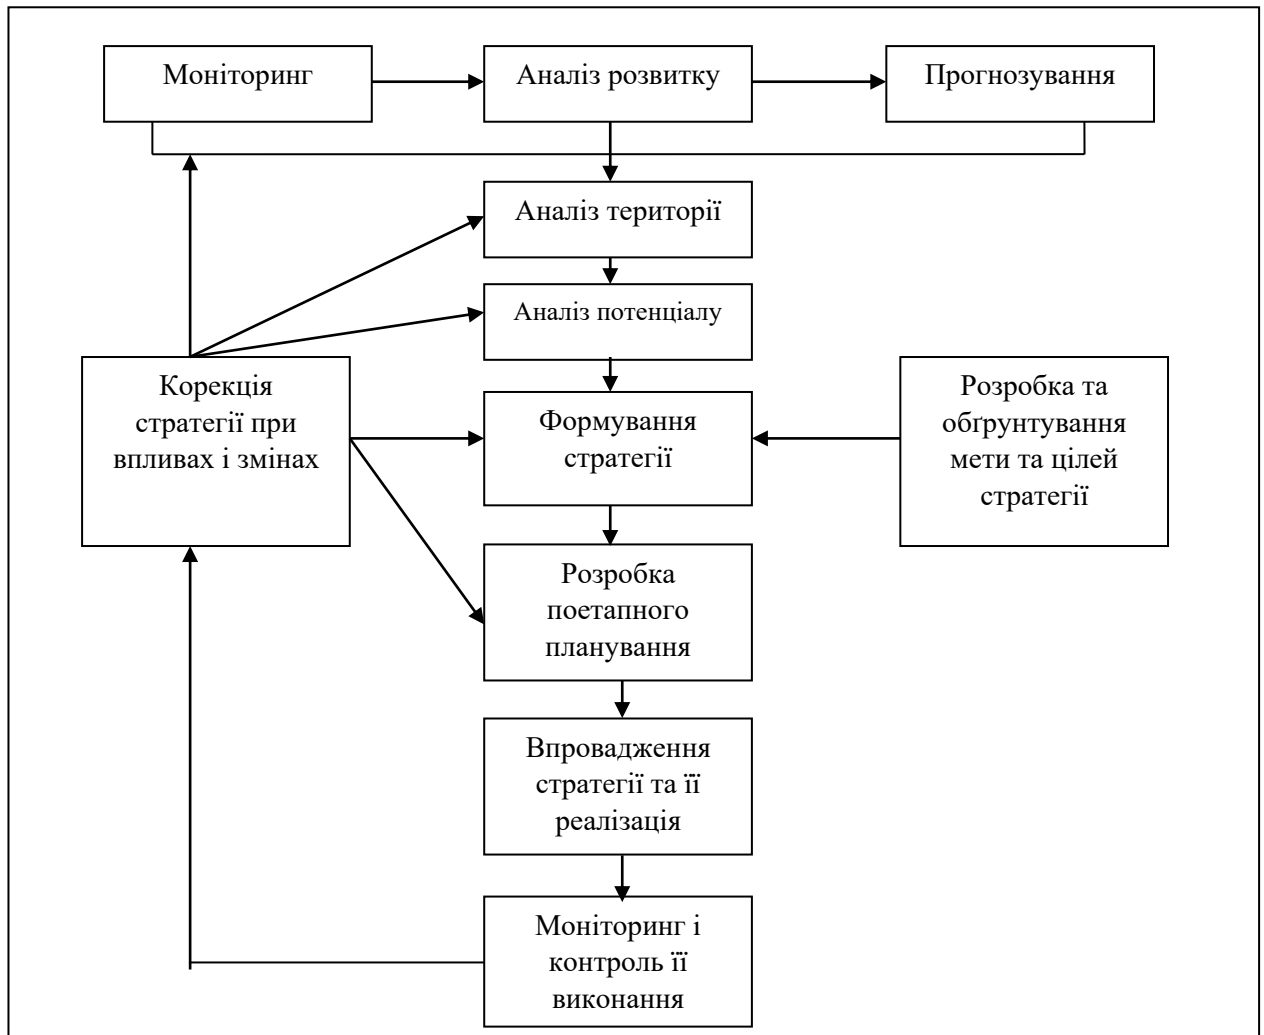 Моніторинг
Аналіз розвитку
Прогнозування
Аналіз території
Аналіз потенціалу
Корекція
стратегії при
впливах і змінах
Формування
стратегії
Розробка та
обґрунтування
мети та цілей
стратегії
Розробка
поетапного
планування
Впровадження
стратегії та її
реалізація
Моніторинг і
контроль її
виконання